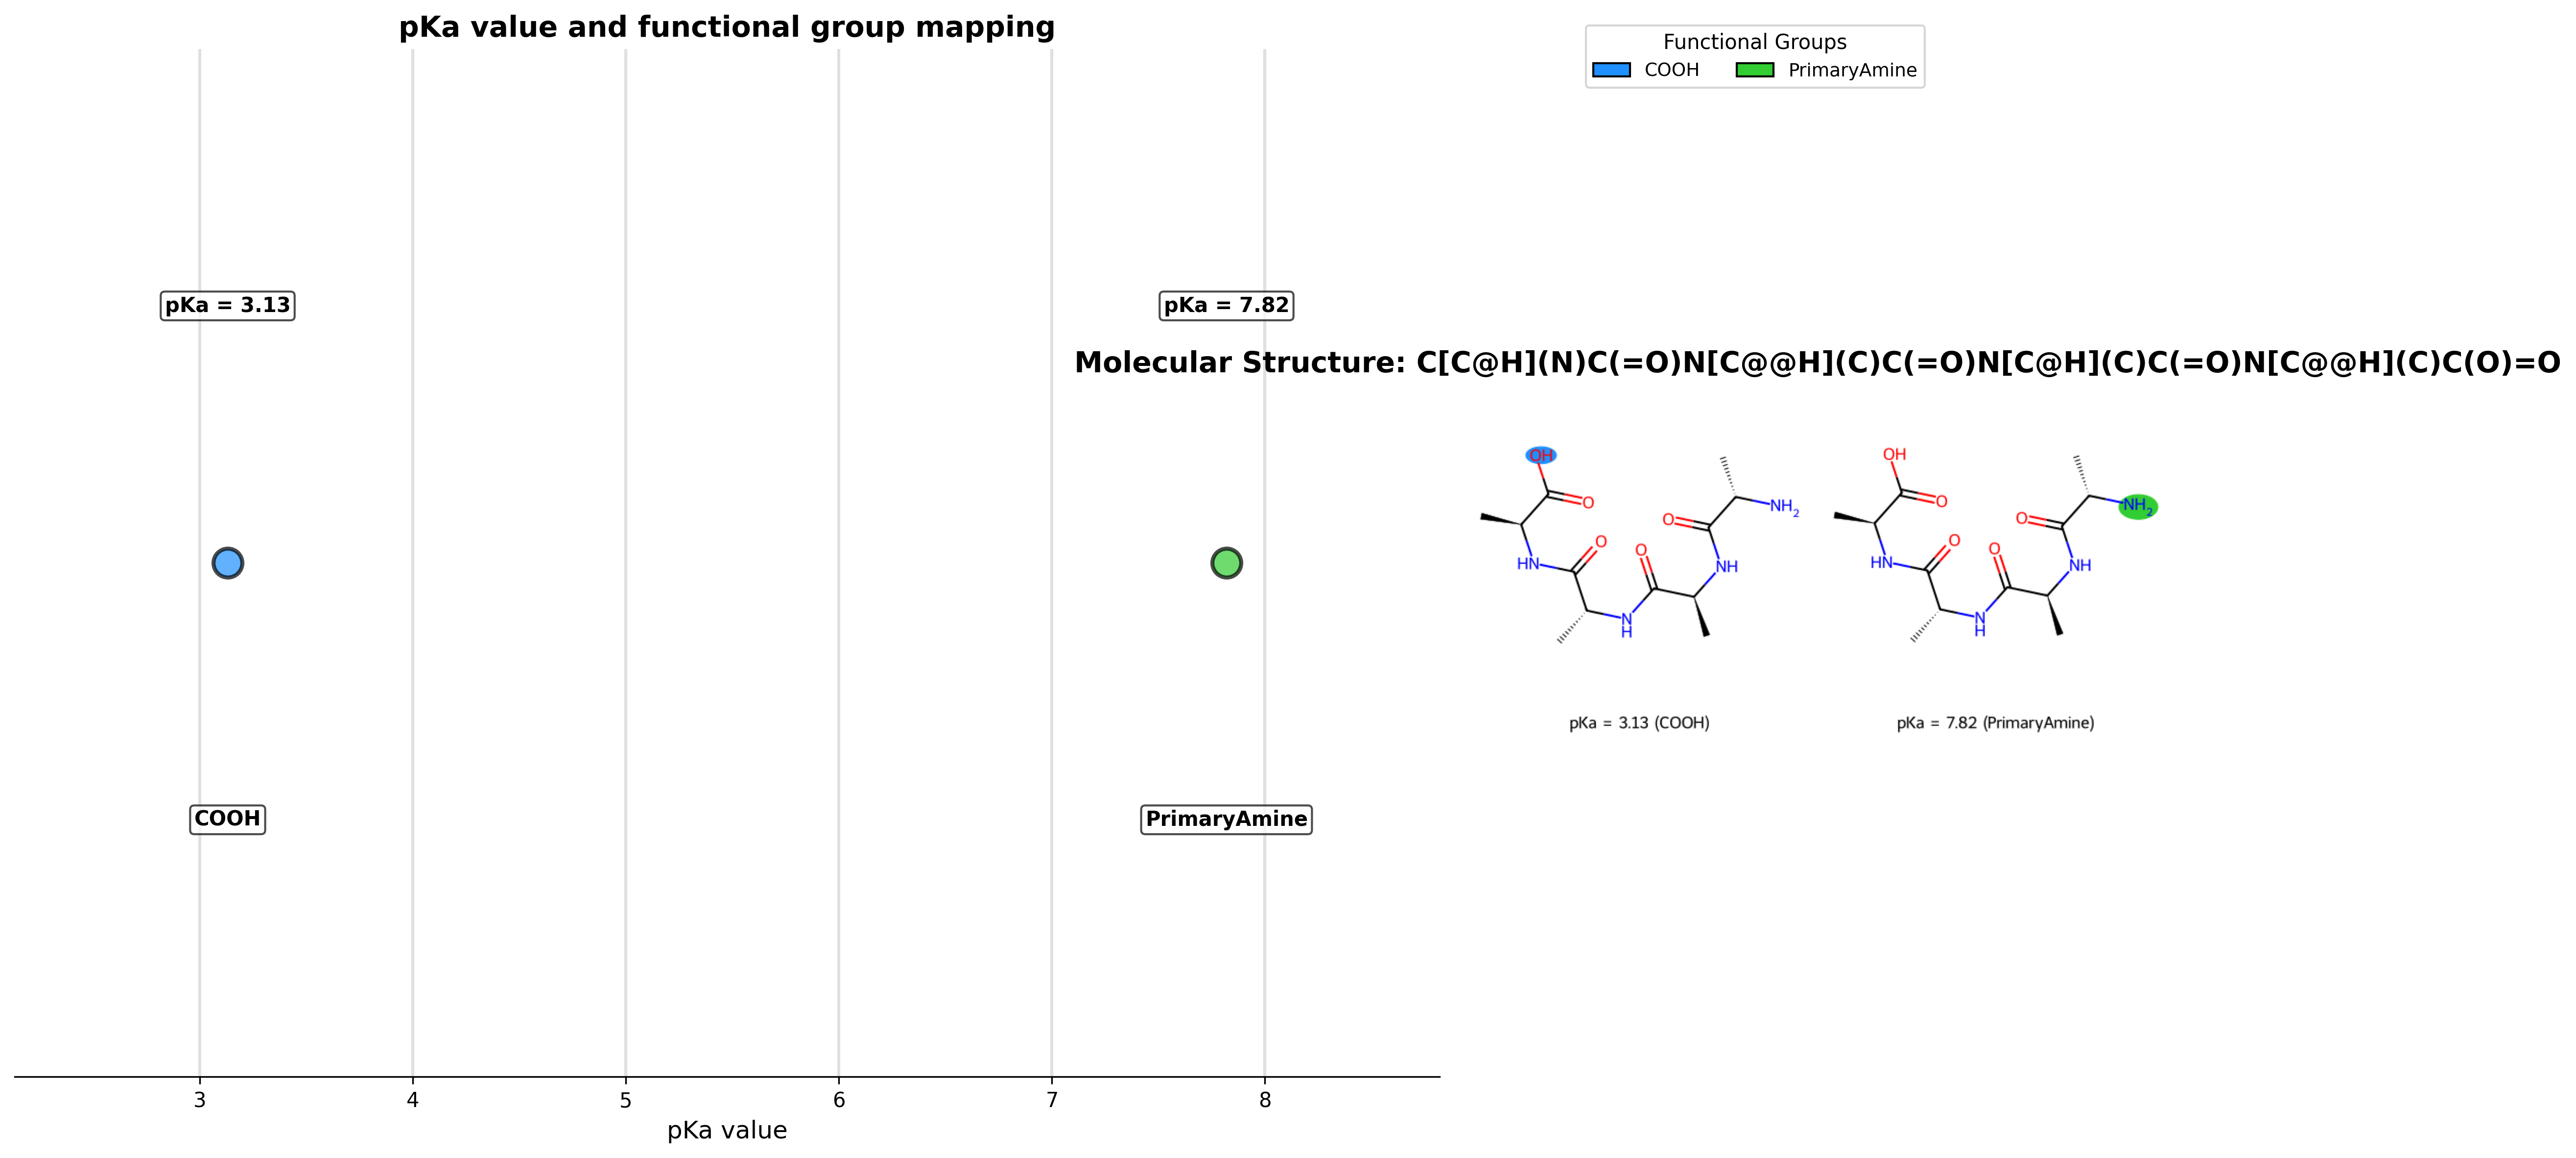 pKa value and functional group mapping
Functional Groups
COOH PrimaryAmine
pKa = 3.13 pKa = 7.82
Molecular Structure: C[C@H](N)C(=O)N[C@@H](C)C(=O)N[C@H](C)C(=O)N[C@@H](C)C(O)=O
OH
O
NH2
O
O
O
HN
NH
N
H
OH
O
NH2
O
O
O
HN
NH
N
H
pKa = 3.13 (COOH) pKa = 7.82 (PrimaryAmine)
COOH PrimaryAmine
3 4 5 6 7 8
pKa value